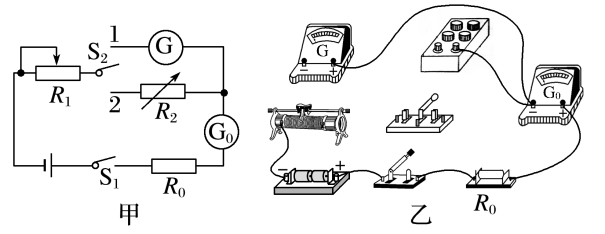 1
G
S₂
R₁
2
R₂
G₀
S₁
R₀
甲
G
− +
G₀
− +
− +
R₀
乙